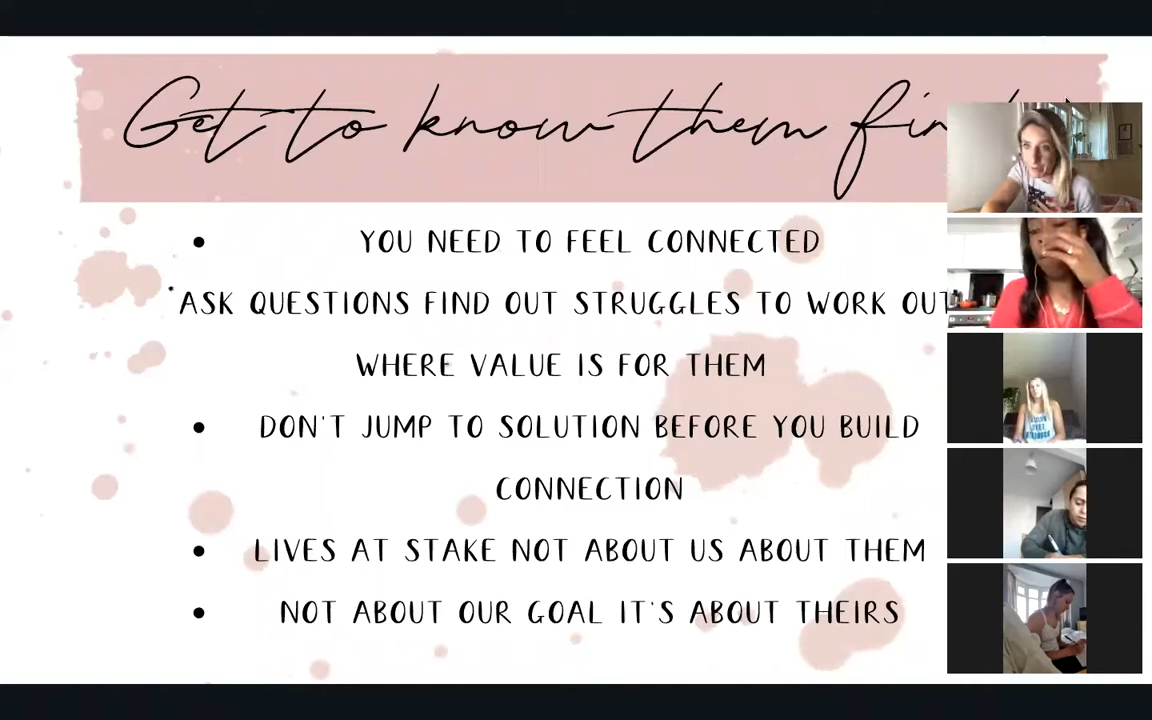 Get to know them
• YOU NEED TO FEEL CONNECTED
• ASK QUESTIONS FIND OUT STRUGGLES TO WORK OUT
WHERE VALUE IS FOR THEM
• DON'T JUMP TO SOLUTION BEFORE YOU BUILD
CONNECTION
• LIVES AT STAKE NOT ABOUT US ABOUT THEM
• NOT ABOUT OUR GOAL IT'S ABOUT THEIRS